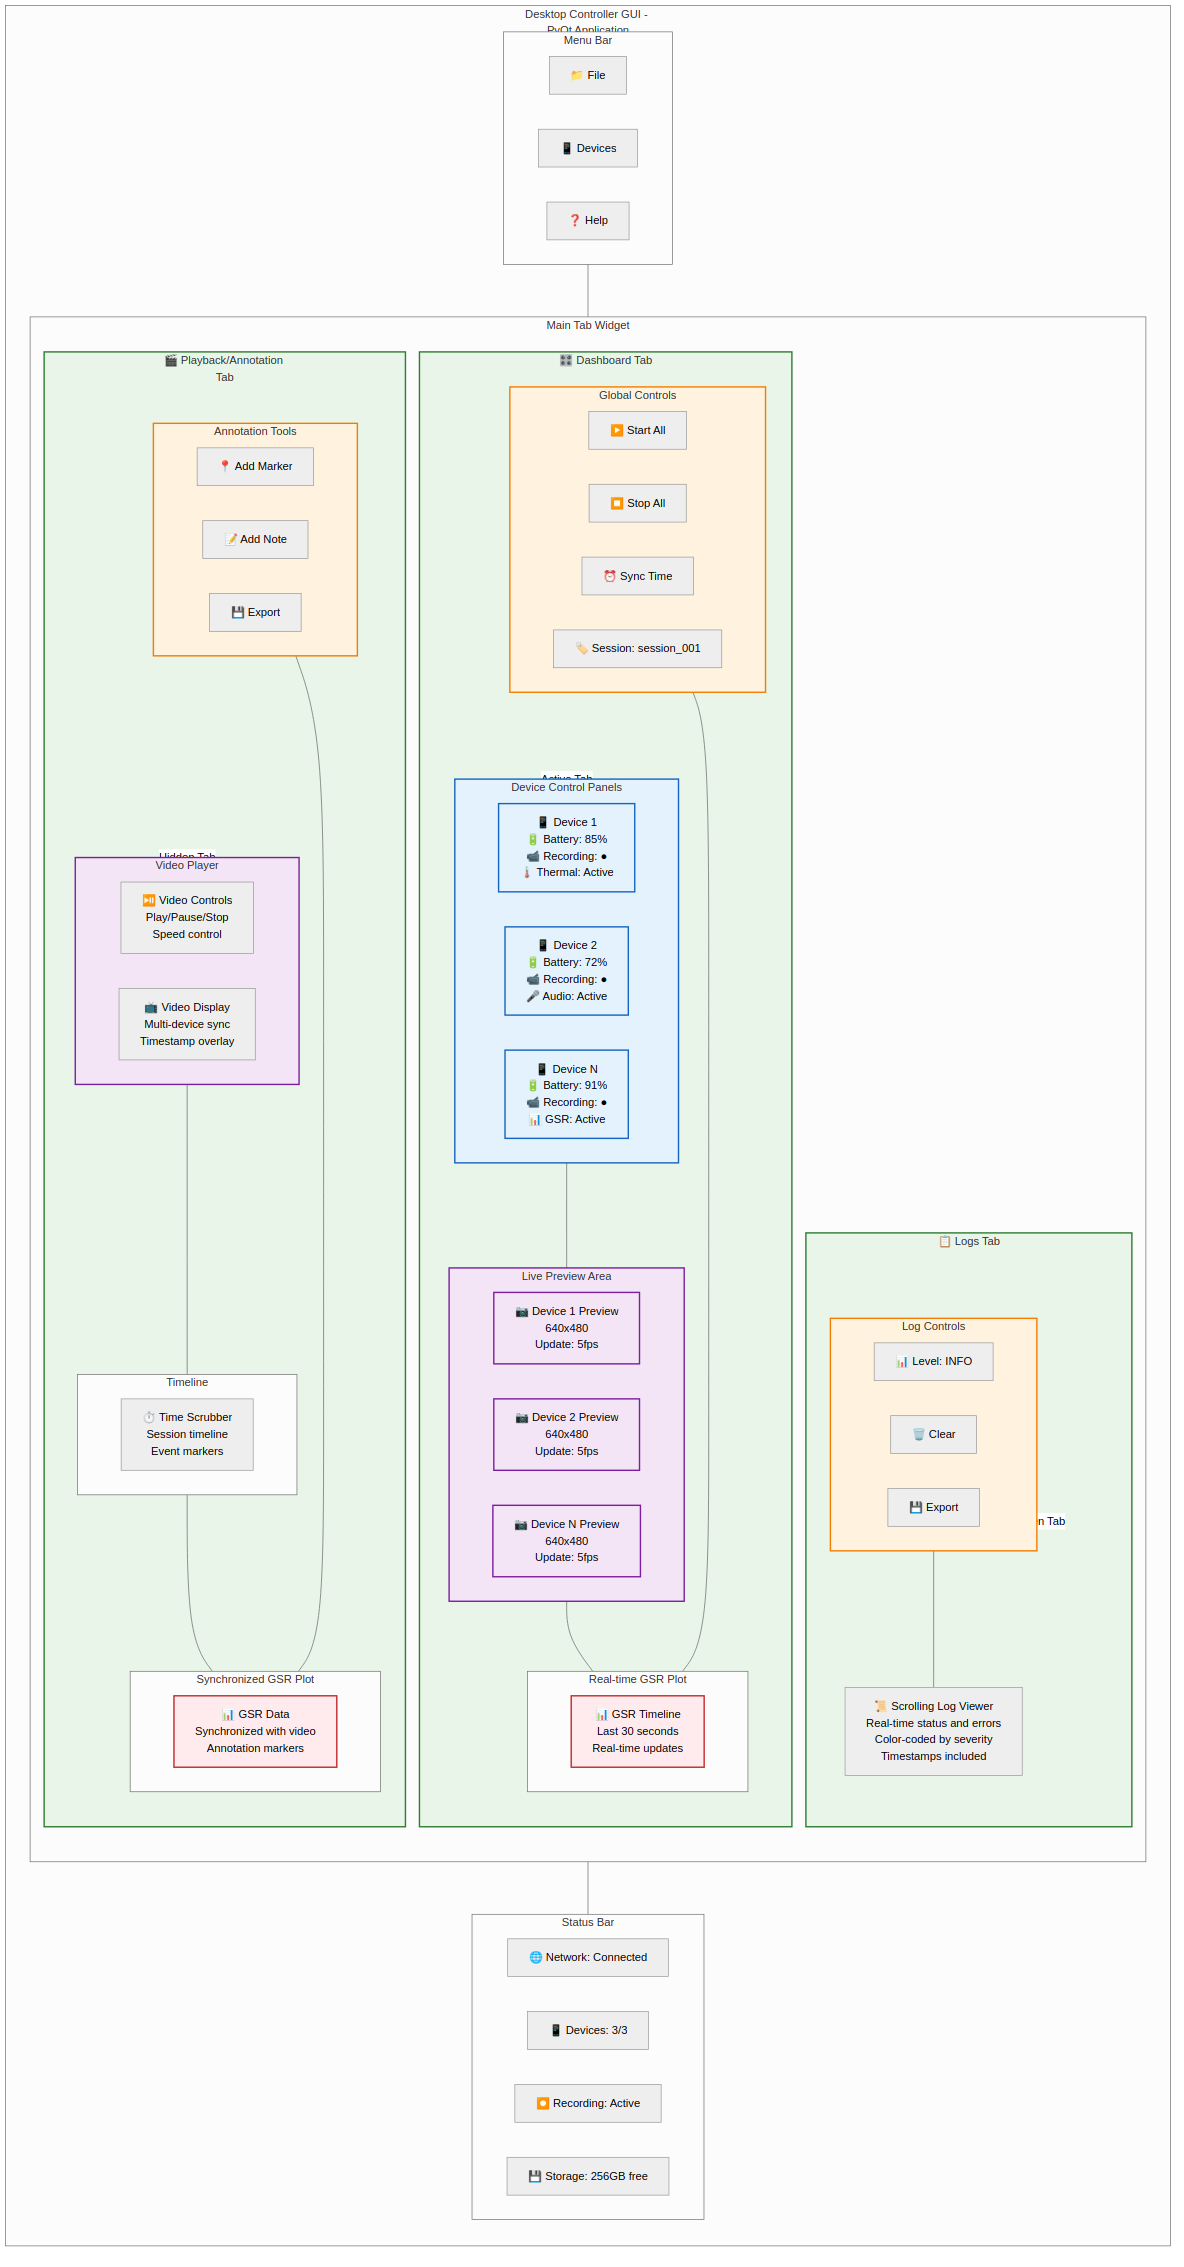 Desktop Controller GUI -
PyQt Application
Menu Bar
📁 File
📱 Devices
❓ Help
Main Tab Widget
🎬 Playback/Annotation
Tab
Annotation Tools
📍 Add Marker
📝 Add Note
💾 Export
Hidden Tab
Video Player
⏯️ Video Controls
Play/Pause/Stop
Speed control
📺 Video Display
Multi-device sync
Timestamp overlay
Timeline
⏱️ Time Scrubber
Session timeline
Event markers
Synchronized GSR Plot
📊 GSR Data
Synchronized with video
Annotation markers
🎛️ Dashboard Tab
Global Controls
▶️ Start All
⏹️ Stop All
⏰ Sync Time
🏷️ Session: session_001
Active Tab
Device Control Panels
📱 Device 1
🔋 Battery: 85%
📹 Recording: ●
🌡️ Thermal: Active
📱 Device 2
🔋 Battery: 72%
📹 Recording: ●
🎤 Audio: Active
📱 Device N
🔋 Battery: 91%
📹 Recording: ●
📊 GSR: Active
Live Preview Area
📷 Device 1 Preview
640x480
Update: 5fps
📷 Device 2 Preview
640x480
Update: 5fps
📷 Device N Preview
640x480
Update: 5fps
Real-time GSR Plot
📊 GSR Timeline
Last 30 seconds
Real-time updates
📋 Logs Tab
Log Controls
📊 Level: INFO
🗑️ Clear
💾 Export
n Tab
📜 Scrolling Log Viewer
Real-time status and errors
Color-coded by severity
Timestamps included
Status Bar
🌐 Network: Connected
📱 Devices: 3/3
⏺️ Recording: Active
💾 Storage: 256GB free